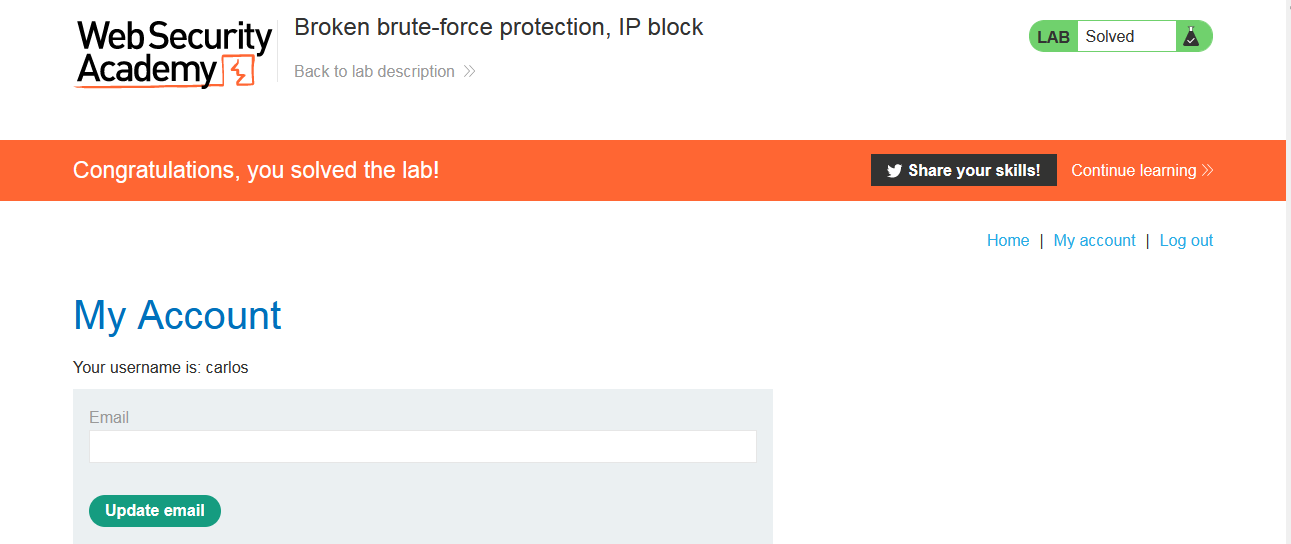 Web Security
Academy
Broken brute-force protection, IP block
Back to lab description
LAB Solved
Congratulations, you solved the lab!
Share your skills!
Continue learning
Home | My account | Log out
My Account
Your username is: carlos
Email
Update email